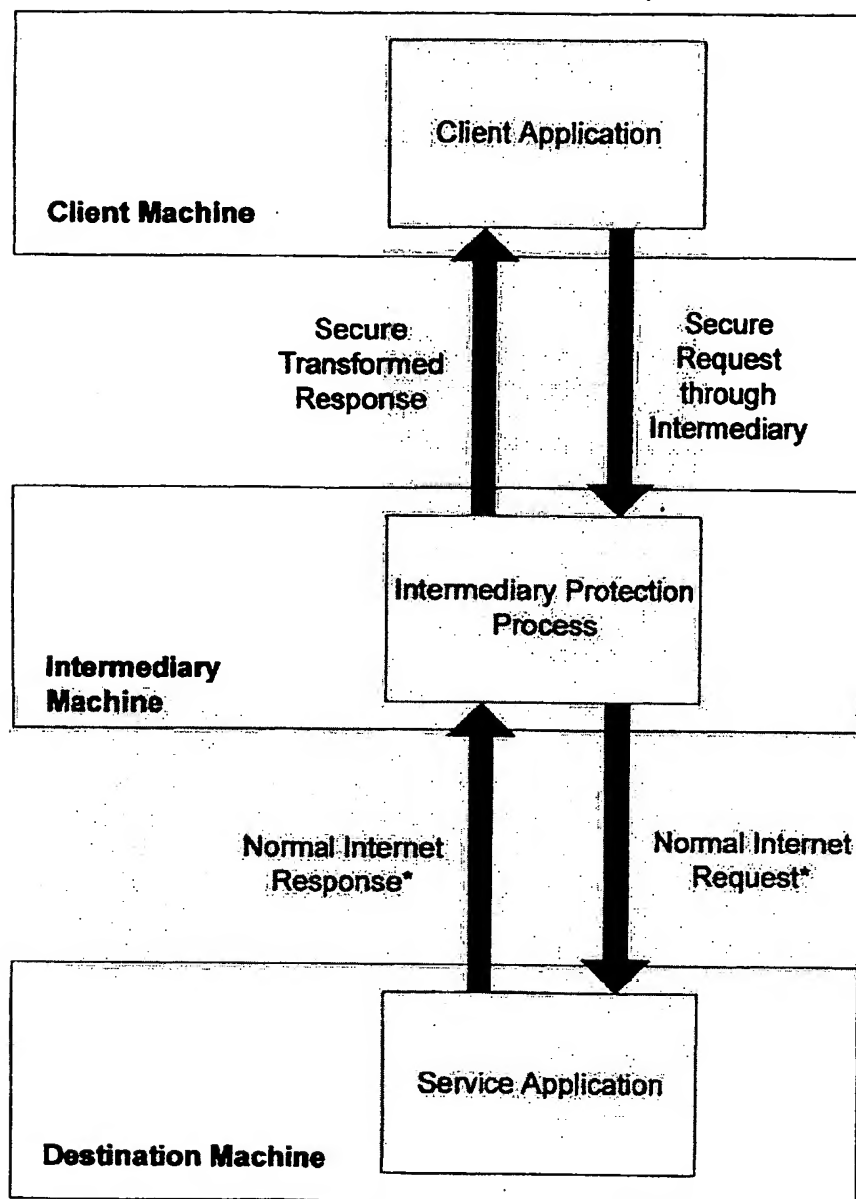 Client Application
Client Machine
Secure
Transformed
Response
Secure
Request
through
Intermediary
Intermediary Protection
Process
Intermediary
Machine
Normal Internet
Response*
Normal Internet
Request*
Service Application
Destination Machine